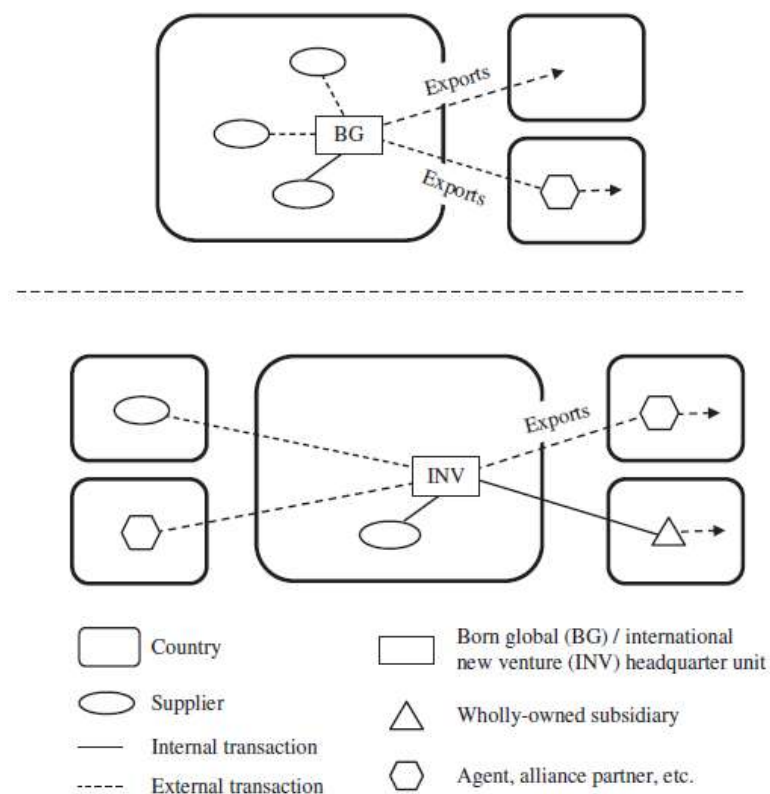 Exports
BG
Exports
Exports
INV
Country
Born global (BG) / international
new venture (INV) headquarter unit
Supplier
Wholly-owned subsidiary
Internal transaction
External transaction
Agent, alliance partner, etc.